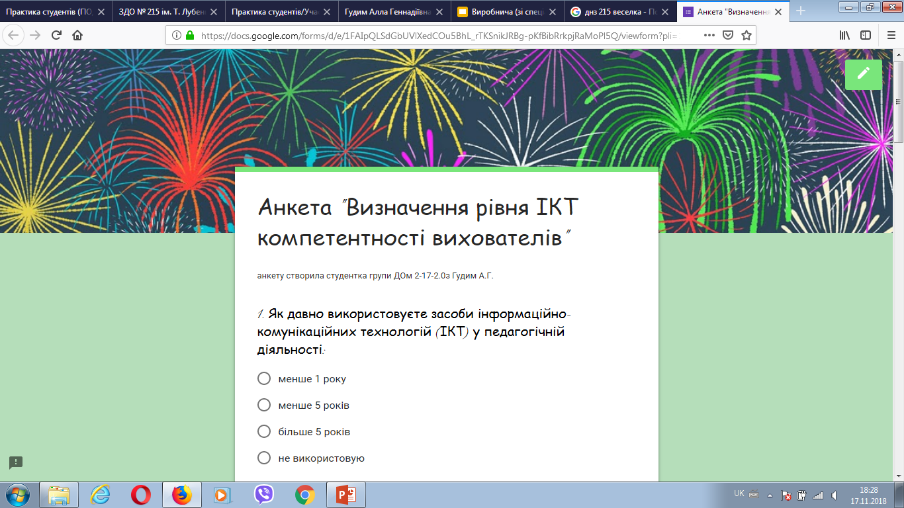 Практика студентів (ПО
ЗДО № 215 ім. Т. Лубен
Практика студентів/Уча
Гудим Алла Геннадіївна
Виробнича (зі спец
днз 215 веселка - По
Анкета "Визначення
https://docs.google.com/forms/d/e/1FAIpQLSdGbUVlXedCOu5BhL_rTKSnikJRBg-pKfBibRrkpjRaMoPI5Q/viewform?pli=
Анкета "Визначення рівня ІКТ
компетентності вихователів"
анкету створила студентка групи ДОм 2-17-2.0з Гудим А.Г.
1. Як давно використовуєте засоби інформаційно-
комунікаційних технологій (ІКТ) у педагогічній
діяльності:
менше 1 року
менше 5 років
більше 5 років
не використовую
UK
18:28
17.11.2018